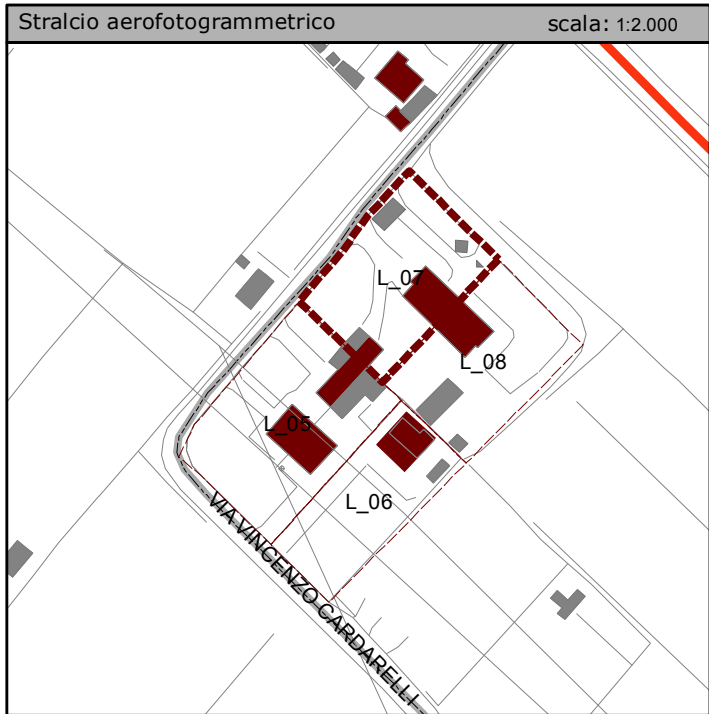 Stralcio aerofotogrammetrico
scala: 1:2.000
L_07
L_08
L_05
L_06
VIA VINCENZO CARDARELLI